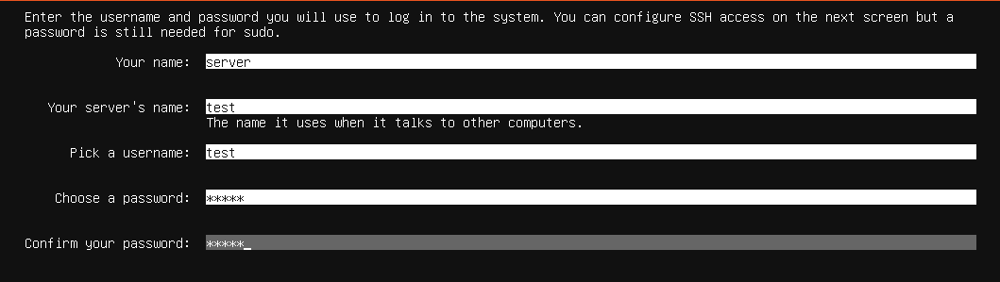 Enter the username and password you will use to log in to the system. You can configure SSH access on the next screen but a
password is still needed for sudo.
Your name: server
Your server's name: test
The name it uses when it talks to other computers.
Pick a username: test
Choose a password: *****
Confirm your password: *****_